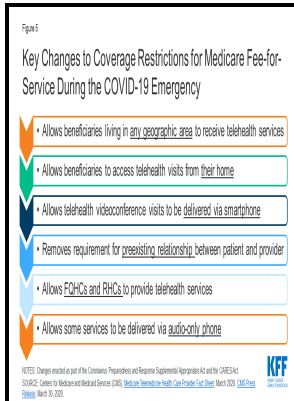 Figure 5
Key Changes to Coverage Restrictions for Medicare Fee-for-
Service During the COVID-19 Emergency
• Allows beneficiaries living in any geographic area to receive telehealth services
• Allows beneficiaries to access telehealth visits from their home
• Allows telehealth videoconference visits to be delivered via smartphone
• Removes requirement for preexisting relationship between patient and provider
• Allows FQHCs and RHCs to provide telehealth services
• Allows some services to be delivered via audio-only phone
NOTES: Changes enacted as part of the Coronavirus Preparedness and Response Supplemental Appropriations Act and the CARES Act.
SOURCE: Centers for Medicare and Medicaid Services (CMS), Medicare Telemedicine Health Care Provider Fact Sheet, March 2020. CMS Press
Release, March 30, 2020.
KFF
HENRY J KAISER
FAMILY FOUNDATION